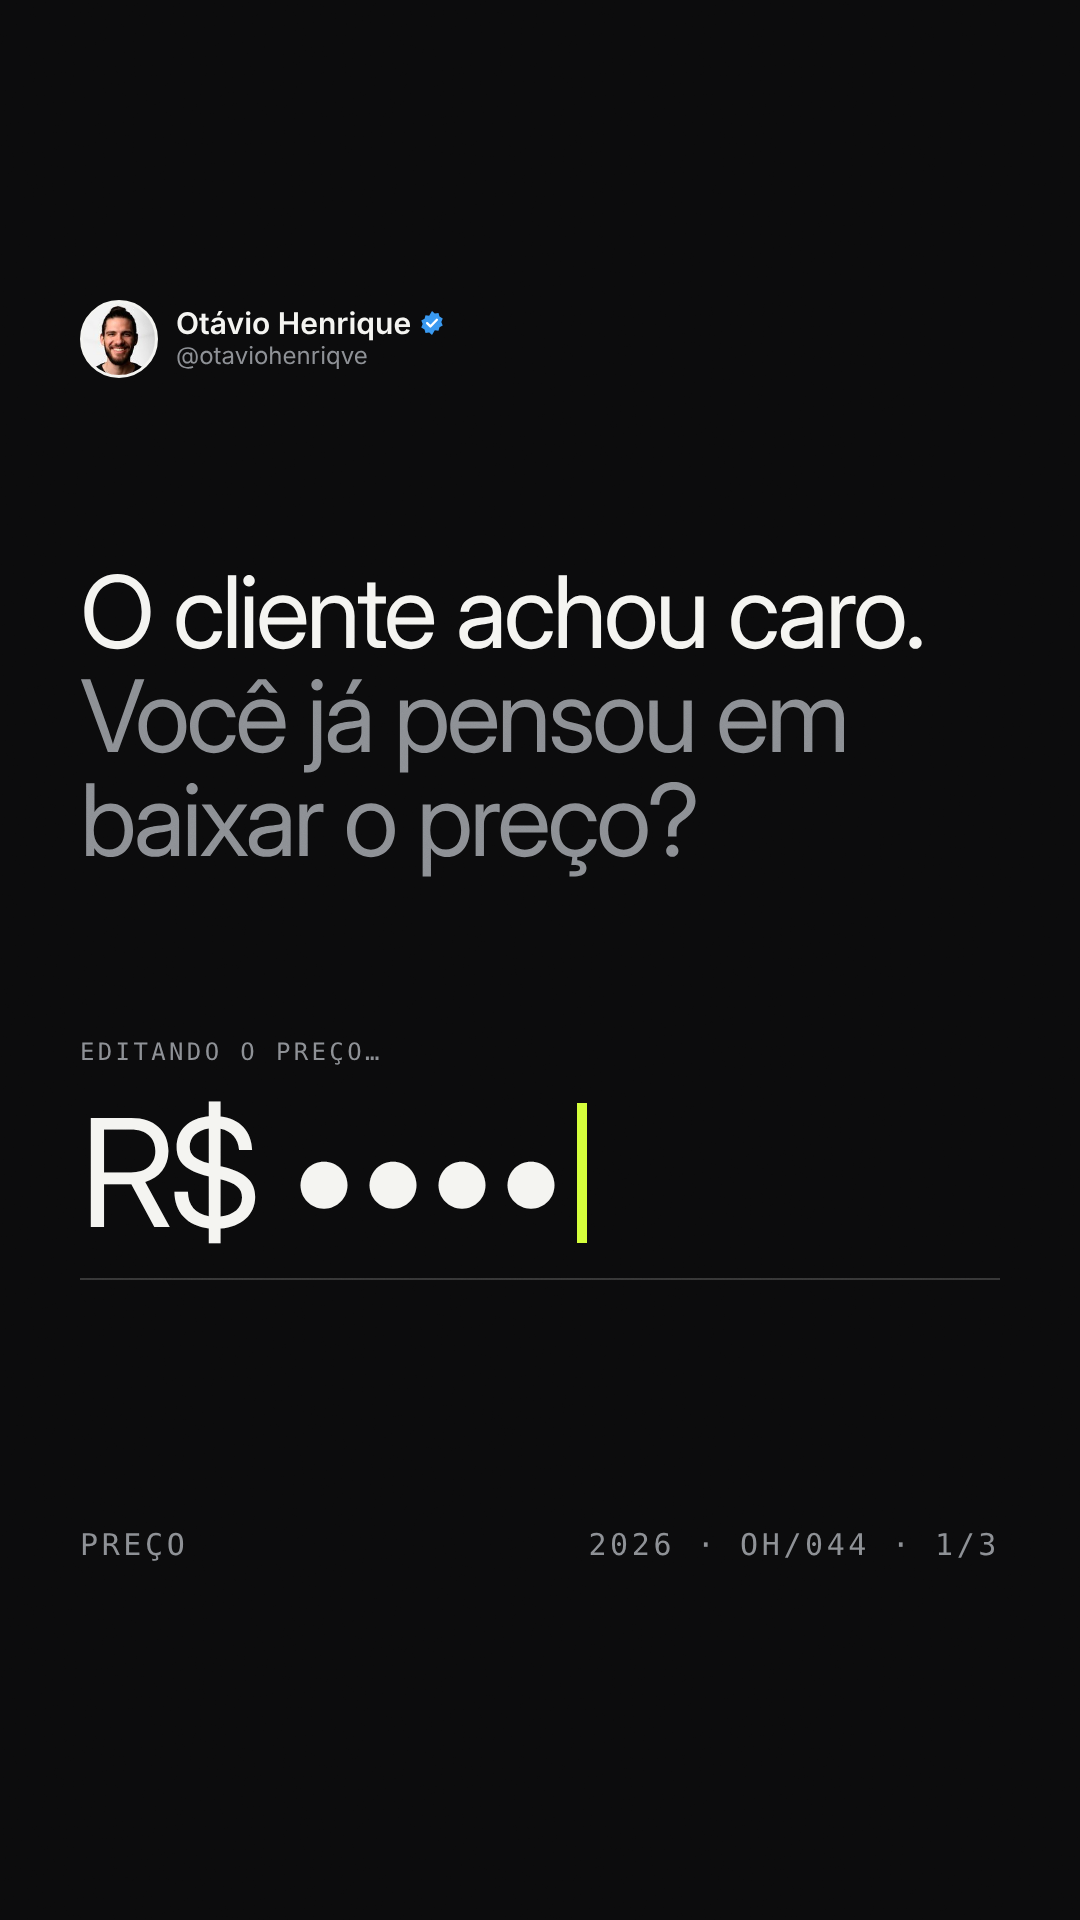 Otávio Henrique
@otaviohenriqve
O cliente achou caro.
Você já pensou em
baixar o preço?
EDITANDO O PREÇO…
R$ ••••
PREÇO
2026 · OH/044 · 1/3